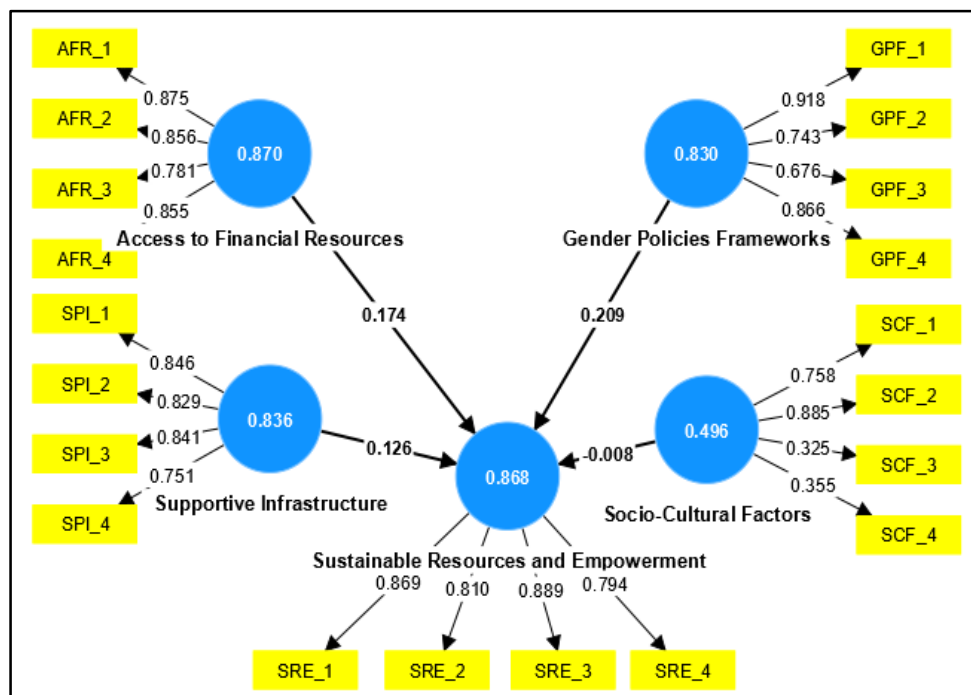 AFR_1
AFR_2
AFR_3
AFR_4
0.875
0.856
0.781
0.855
0.870
Access to Financial Resources
GPF_1
GPF_2
GPF_3
GPF_4
0.918
0.743
0.676
0.866
0.830
Gender Policies Frameworks
0.174
0.209
SPI_1
SPI_2
SPI_3
SPI_4
0.846
0.829
0.841
0.751
0.836
Supportive Infrastructure
0.126
SCF_1
SCF_2
SCF_3
SCF_4
0.758
0.885
0.325
0.355
0.496
Socio-Cultural Factors
-0.008
0.868
Sustainable Resources and Empowerment
0.869
0.810
0.889
0.794
SRE_1
SRE_2
SRE_3
SRE_4